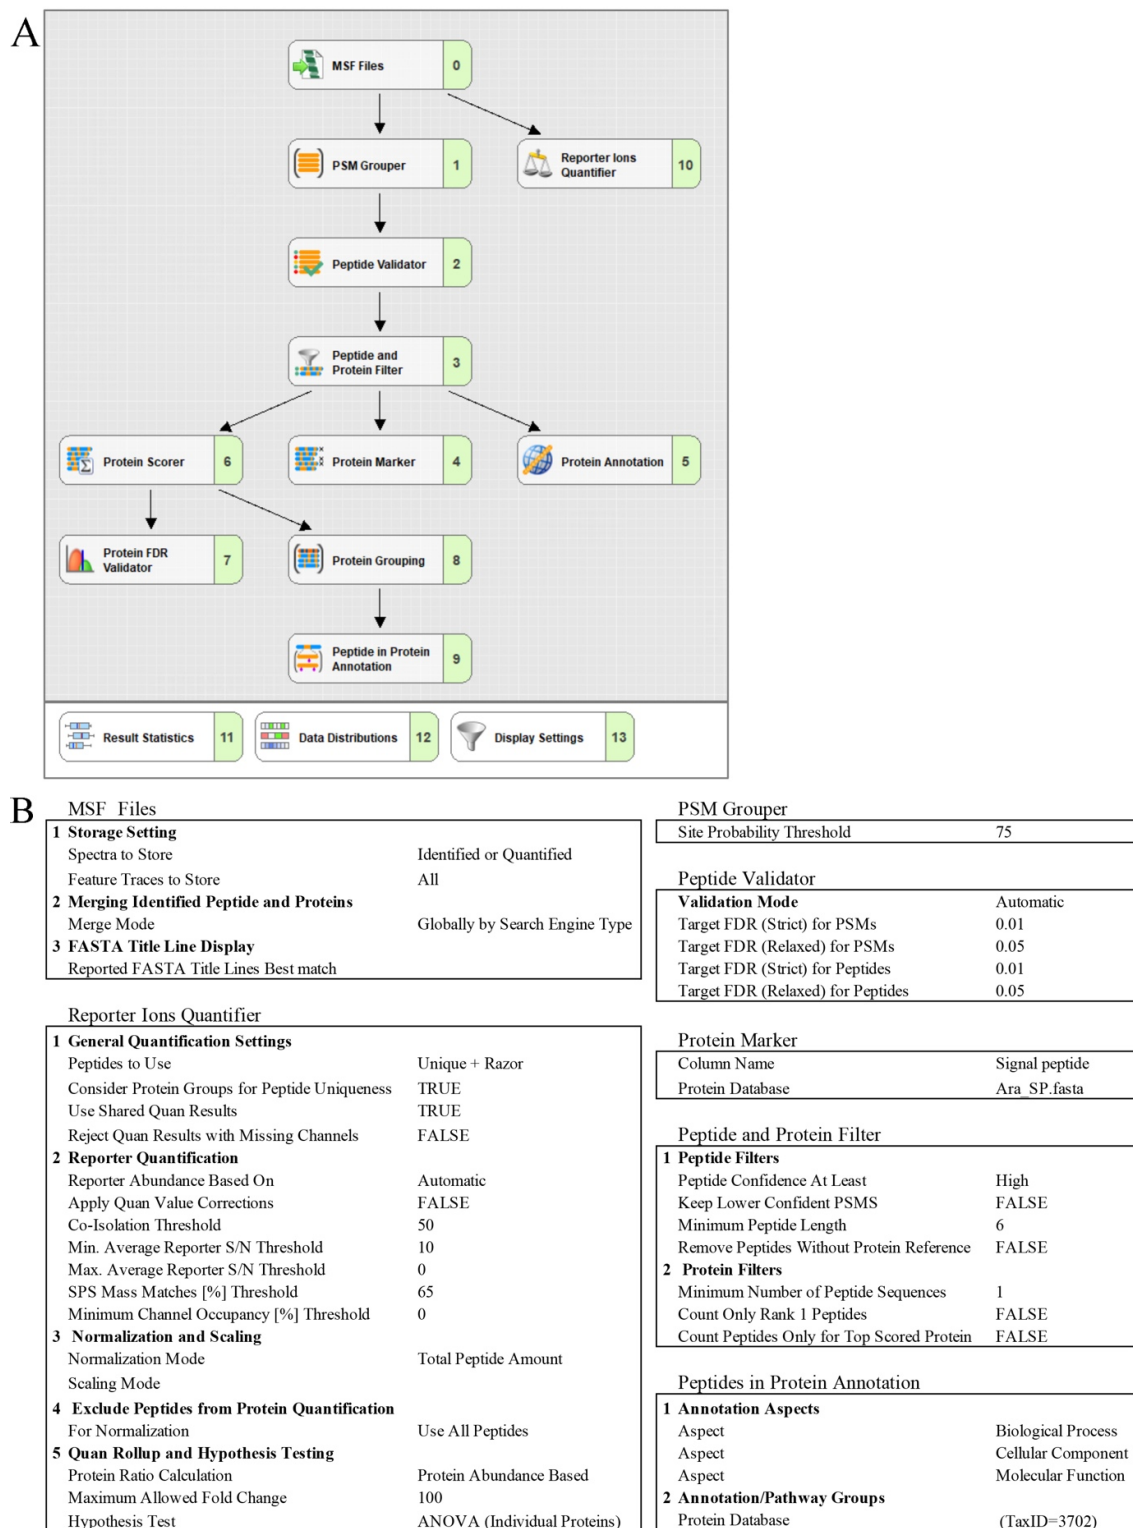 A
MSF Files 0
PSM Grouper 1
Reporter Ions
Quantifier 10
Peptide Validator 2
Peptide and
Protein Filter 3
Protein Scorer 6
Protein Marker 4
Protein Annotation 5
Protein FDR
Validator 7
Protein Grouping 8
Peptide in Protein
Annotation 9
Result Statistics 11
Data Distributions 12
Display Settings 13
B
MSF Files
1 Storage Setting
Spectra to Store Identified or Quantified
Feature Traces to Store All
2 Merging Identified Peptide and Proteins
Merge Mode Globally by Search Engine Type
3 FASTA Title Line Display
Reported FASTA Title Lines Best match
Reporter Ions Quantifier
1 General Quantification Settings
Peptides to Use Unique + Razor
Consider Protein Groups for Peptide Uniqueness TRUE
Use Shared Quan Results TRUE
Reject Quan Results with Missing Channels FALSE
2 Reporter Quantification
Reporter Abundance Based On Automatic
Apply Quan Value Corrections FALSE
Co-Isolation Threshold 50
Min. Average Reporter S/N Threshold 10
Max. Average Reporter S/N Threshold 0
SPS Mass Matches [%] Threshold 65
Minimum Channel Occupancy [%] Threshold 0
3 Normalization and Scaling
Normalization Mode Total Peptide Amount
Scaling Mode
4 Exclude Peptides from Protein Quantification
For Normalization Use All Peptides
5 Quan Rollup and Hypothesis Testing
Protein Ratio Calculation Protein Abundance Based
Maximum Allowed Fold Change 100
Hypothesis Test ANOVA (Individual Proteins)
PSM Grouper
Site Probability Threshold 75
Peptide Validator
Validation Mode Automatic
Target FDR (Strict) for PSMs 0.01
Target FDR (Relaxed) for PSMs 0.05
Target FDR (Strict) for Peptides 0.01
Target FDR (Relaxed) for Peptides 0.05
Protein Marker
Column Name Signal peptide
Protein Database Ara_SP.fasta
Peptide and Protein Filter
1 Peptide Filters
Peptide Confidence At Least High
Keep Lower Confident PSMS FALSE
Minimum Peptide Length 6
Remove Peptides Without Protein Reference FALSE
2 Protein Filters
Minimum Number of Peptide Sequences 1
Count Only Rank 1 Peptides FALSE
Count Peptides Only for Top Scored Protein FALSE
Peptides in Protein Annotation
1 Annotation Aspects
Aspect Biological Process
Aspect Cellular Component
Aspect Molecular Function
2 Annotation/Pathway Groups
Protein Database (TaxID=3702)